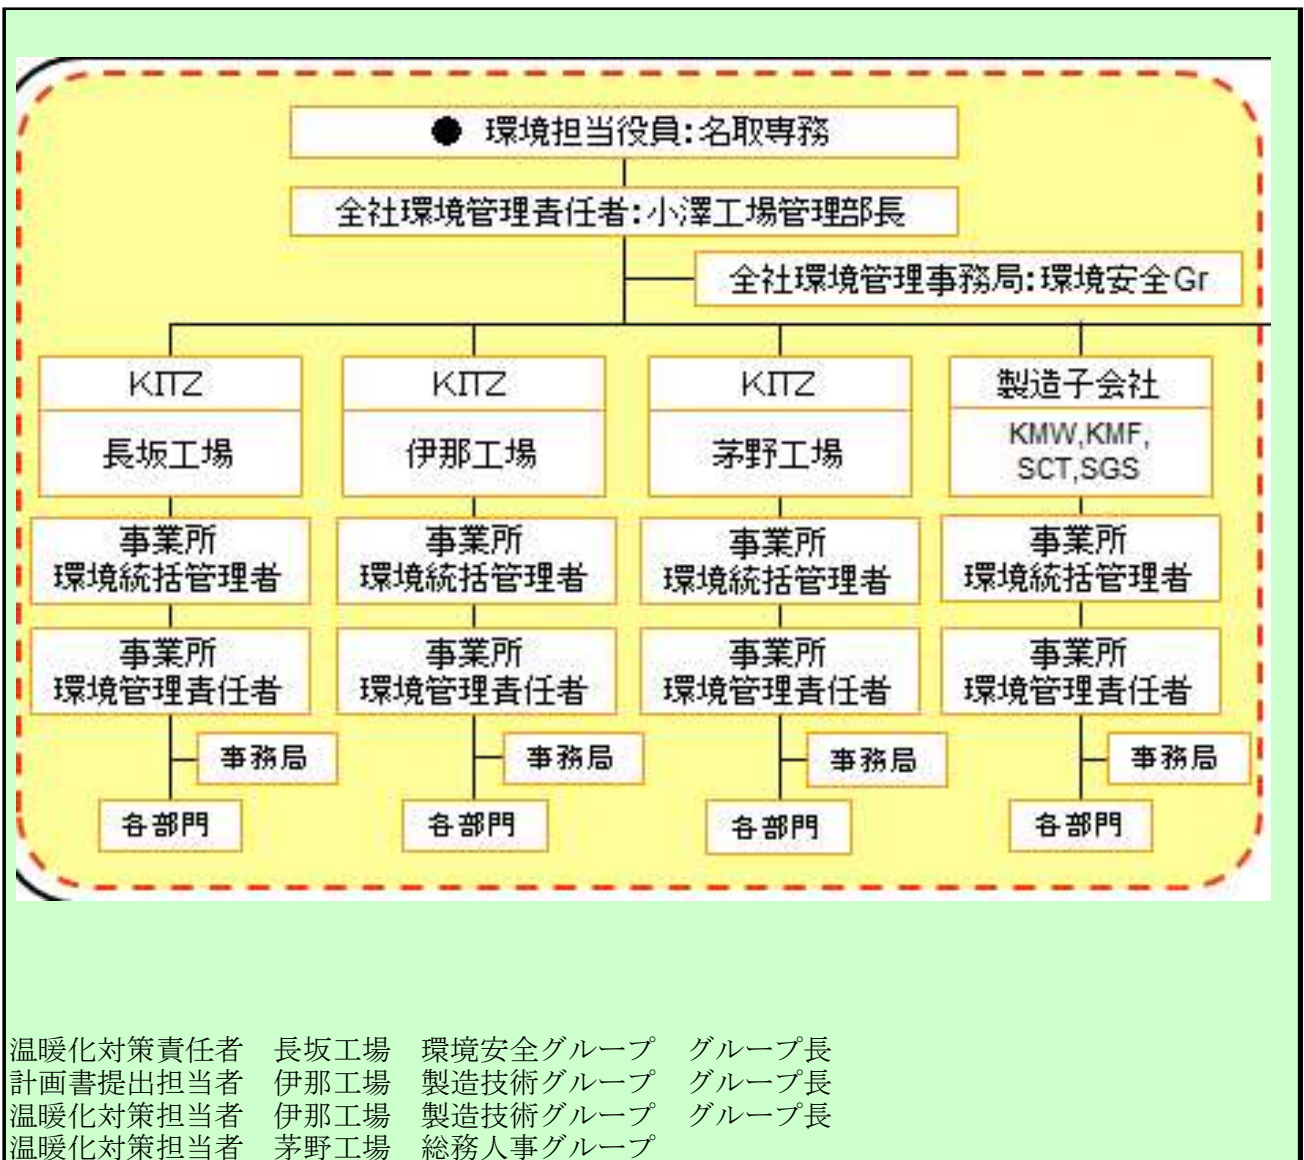 ● 環境担当役員:名取専務
全社環境管理責任者:小澤工場管理部長
全社環境管理事務局:環境安全Gr
KITZ
長坂工場
事業所
環境統括管理者
事業所
環境管理責任者
事務局
各部門
KITZ
伊那工場
事業所
環境統括管理者
事業所
環境管理責任者
事務局
各部門
KITZ
茅野工場
事業所
環境統括管理者
事業所
環境管理責任者
事務局
各部門
製造子会社
KMW,KMF,
SCT,SGS
事業所
環境統括管理者
事業所
環境管理責任者
事務局
各部門
温暖化対策責任者　長坂工場　環境安全グループ　グループ長
計画書提出担当者　伊那工場　製造技術グループ　グループ長
温暖化対策担当者　伊那工場　製造技術グループ　グループ長
温暖化対策担当者　茅野工場　総務人事グループ